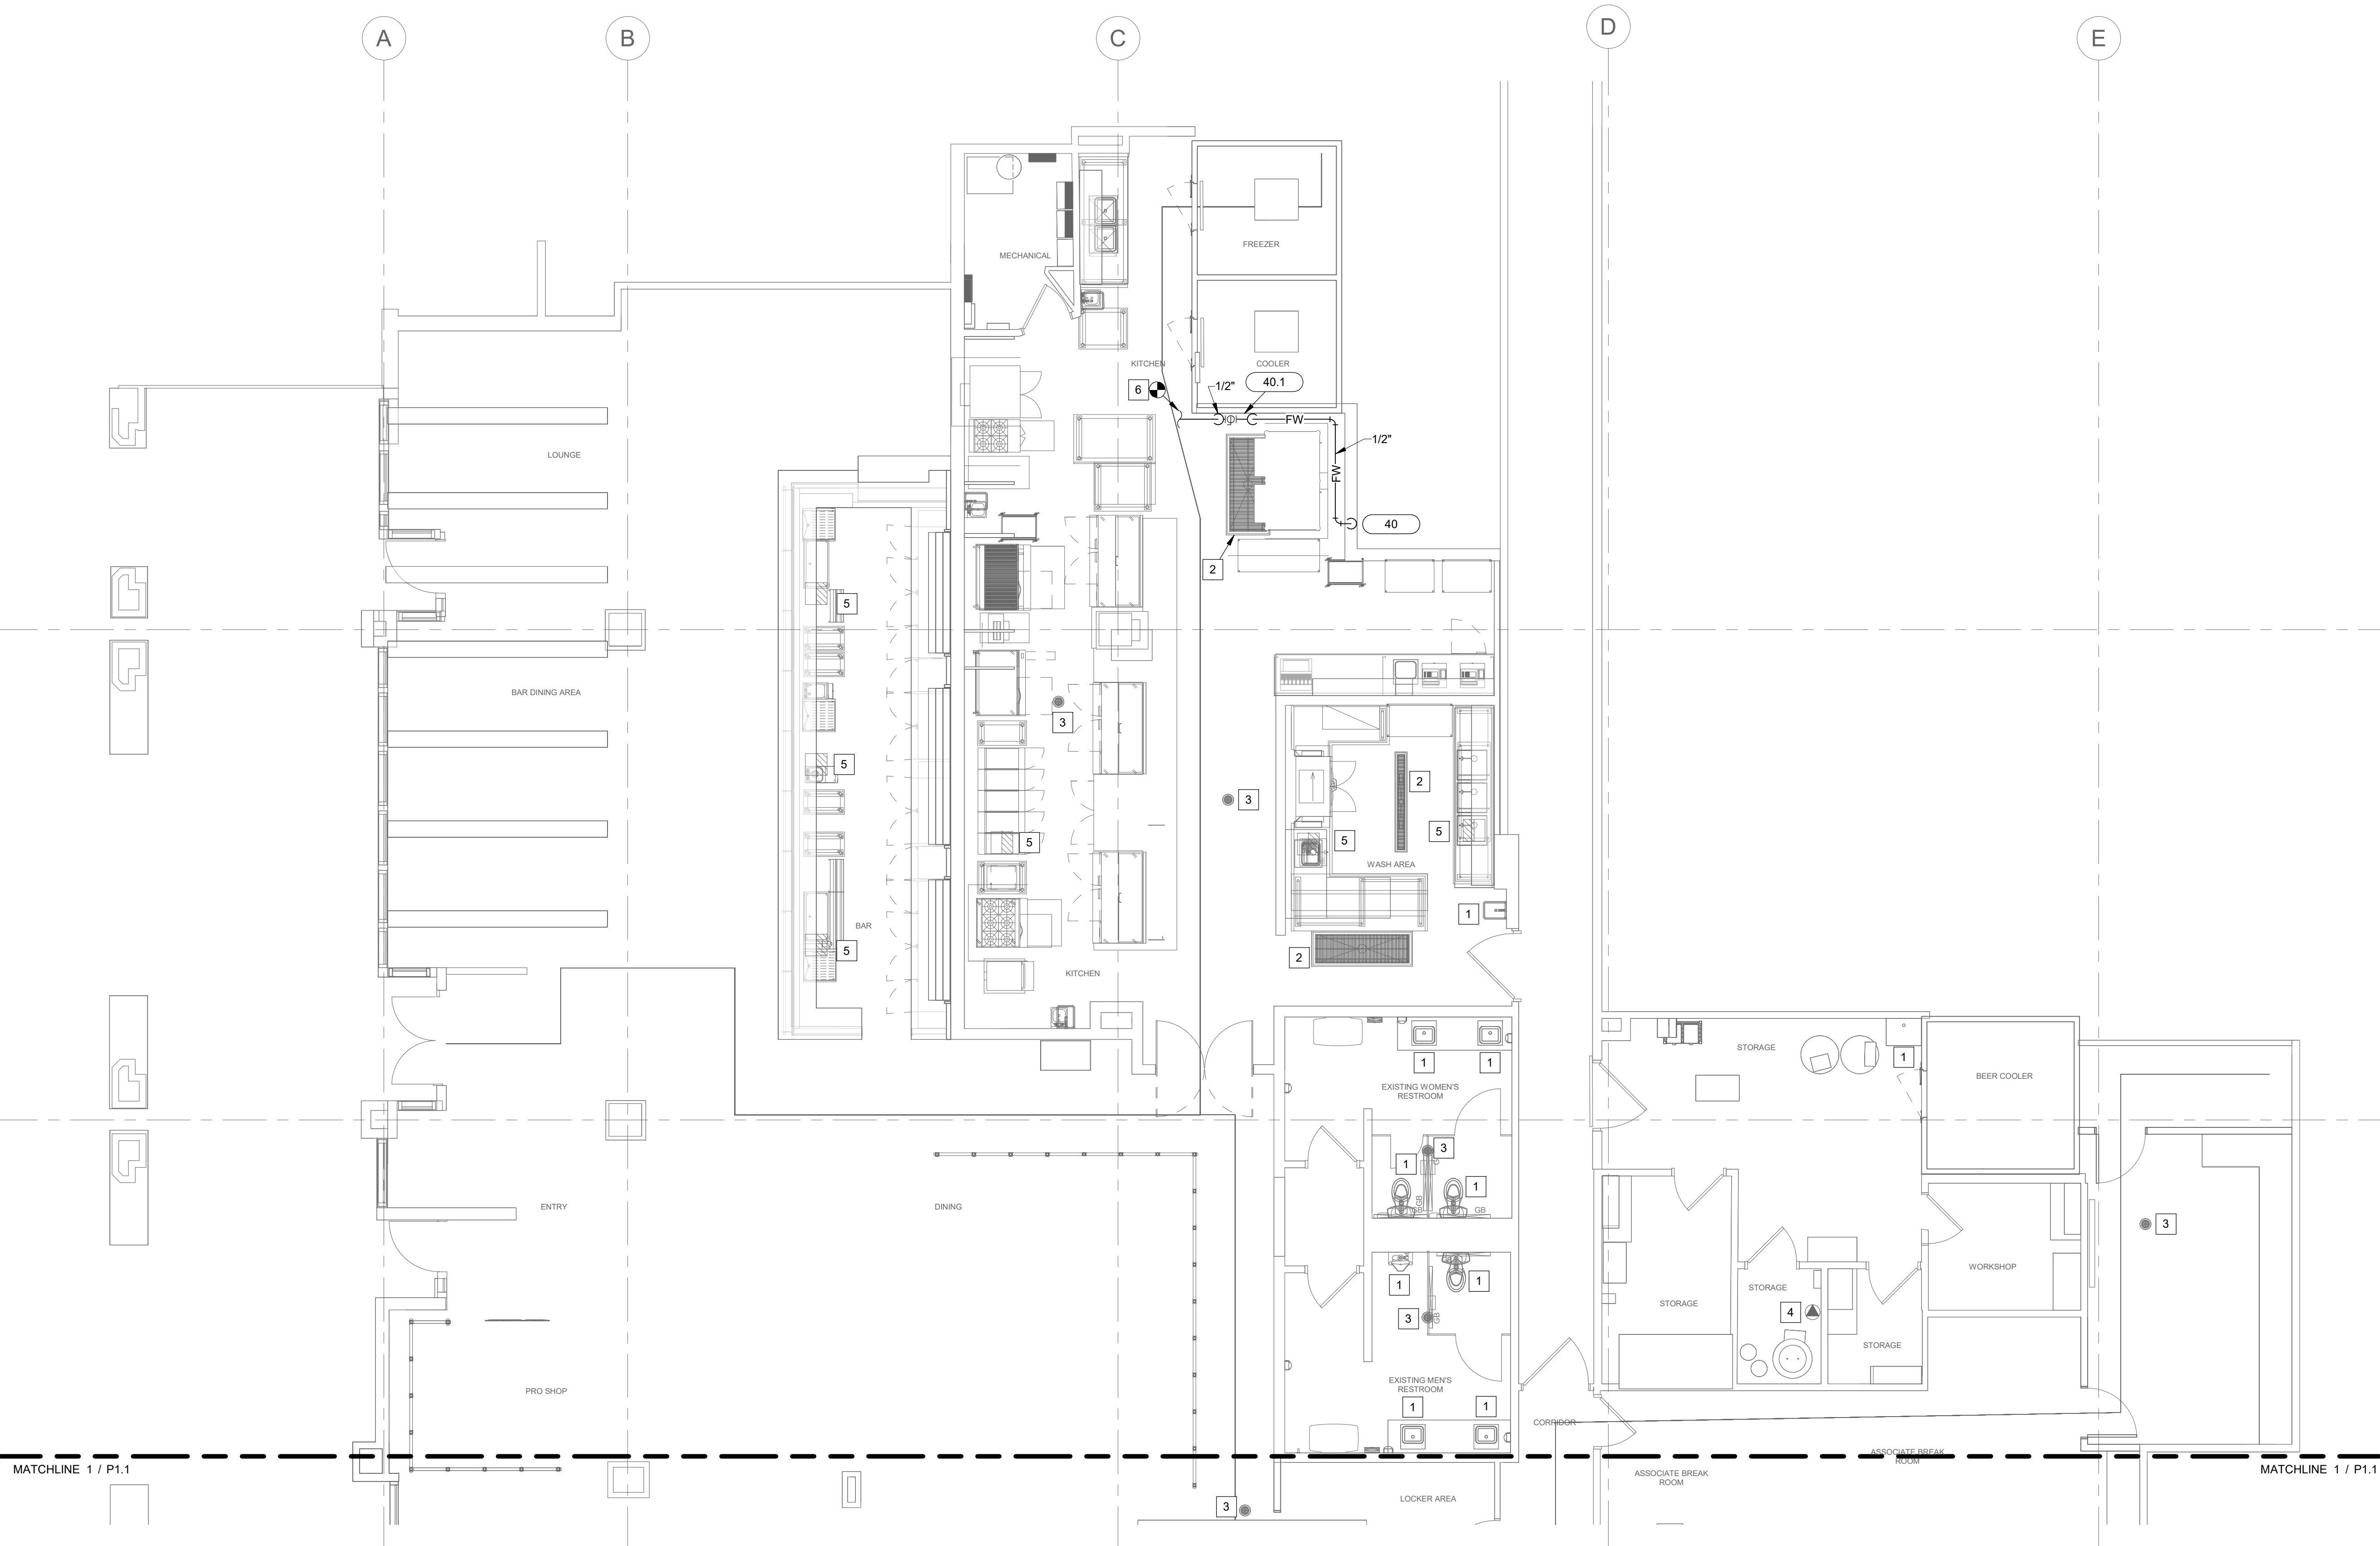 A
B
C
D
E
MECHANICAL
FREEZER
KITCHEN
COOLER
6
1/2"
40.1
FW
1/2"
LOUNGE
FW
40
2
5
BAR DINING AREA
3
5
2
3
5
5
5
WASH AREA
1
BAR
5
2
KITCHEN
STORAGE
1
1
1
BEER COOLER
EXISTING WOMEN'S
RESTROOM
3
1
1
GB
GB
GB
ENTRY
DINING
3
WORKSHOP
1
1
STORAGE
STORAGE
4
3
GB
STORAGE
EXISTING MEN'S
RESTROOM
PRO SHOP
1
1
CORRIDOR
ASSOCIATE BREAK
ROOM
MATCHLINE 1 / P1.1
MATCHLINE 1 / P1.1
ASSOCIATE BREAK
ROOM
LOCKER AREA
3